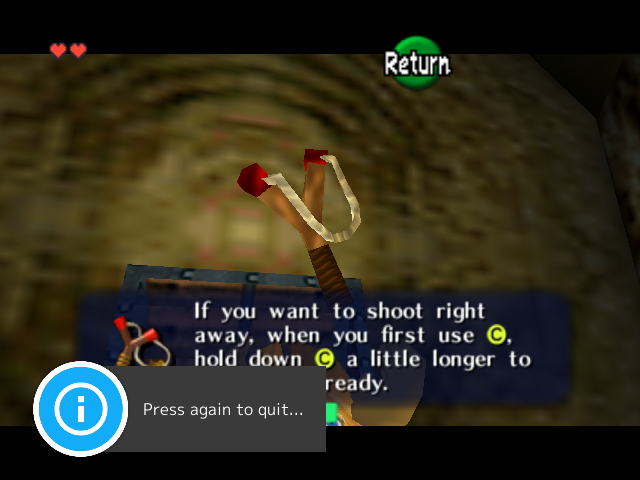 Return
If you want to shoot right
away, when you first use C,
hold down C a little longer to
ready.
Press again to quit...